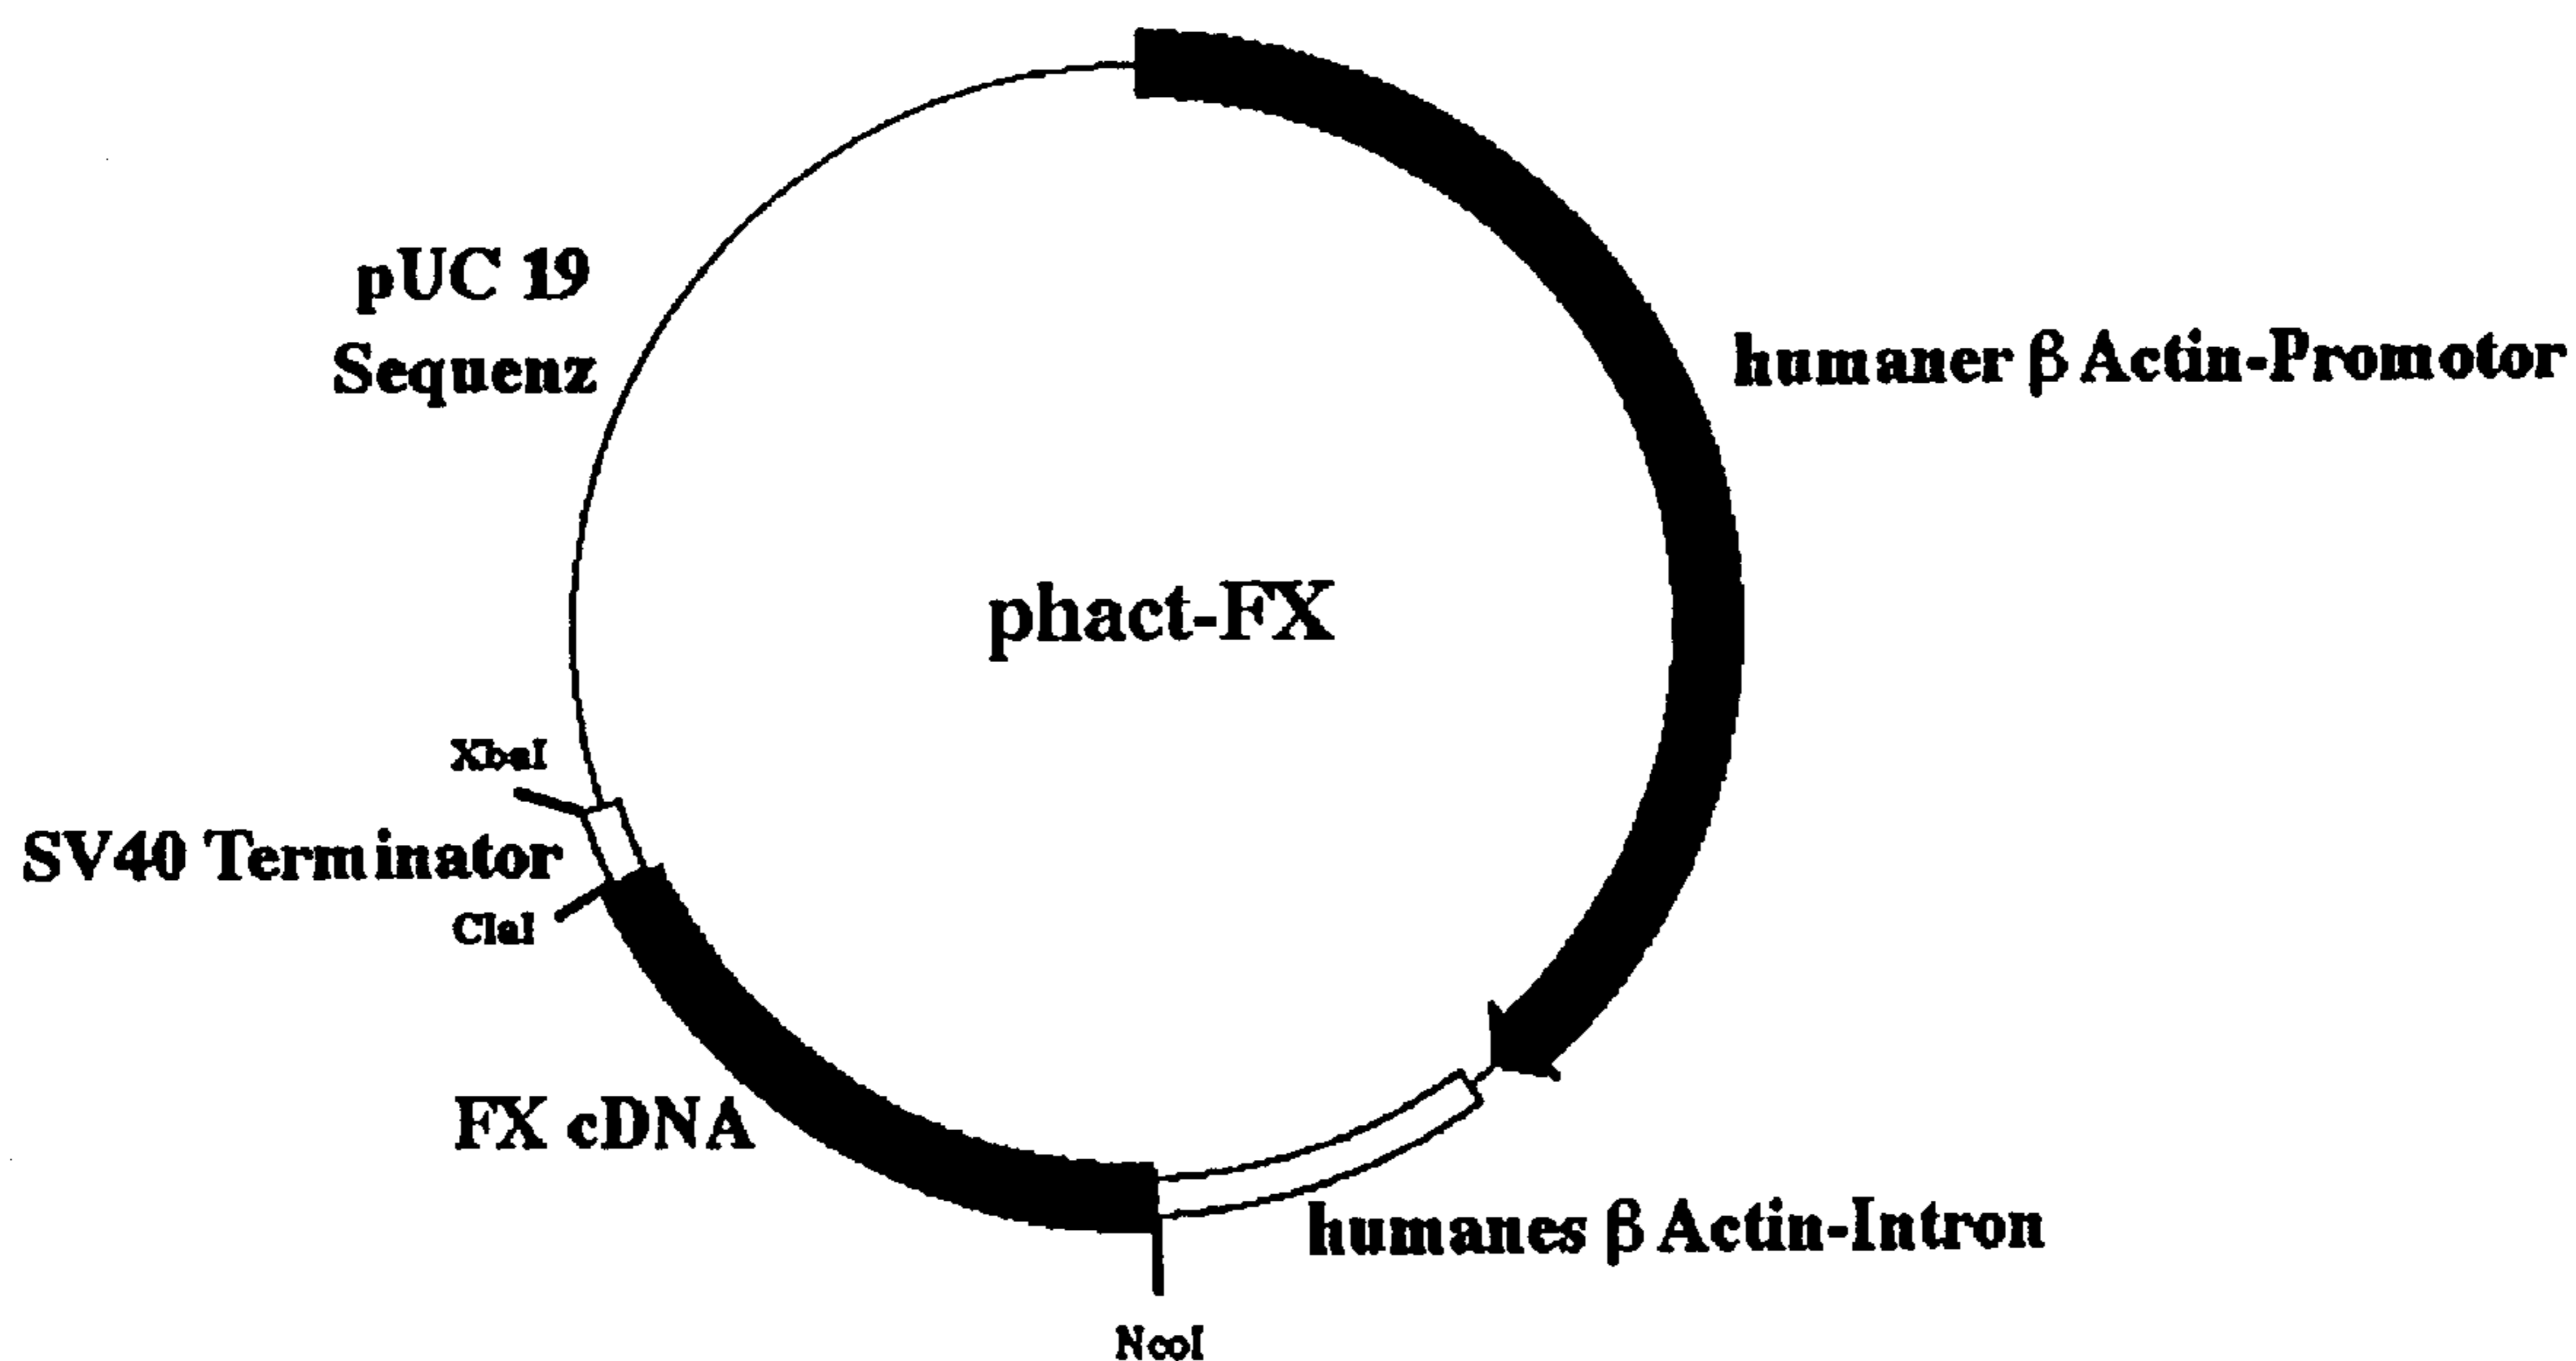 pUC 19
Sequenz
humaner β Actin-Promotor
phact-FX
XbaI
SV40 Terminator
ClaI
FX cDNA
humanes β Actin-Intron
NcoI